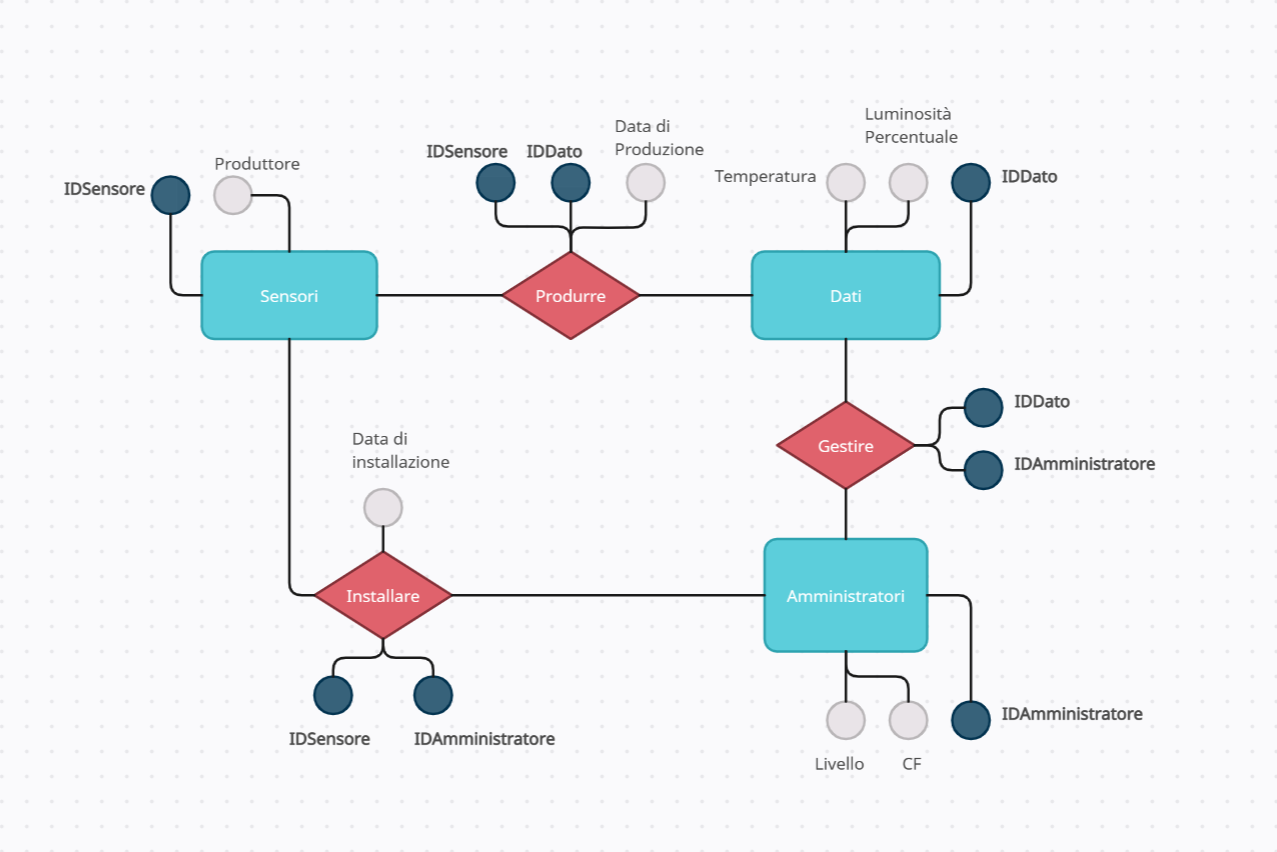 Luminosità
Percentuale
Data di
Produzione
IDSensore
IDDato
Produttore
Temperatura
IDDato
IDSensore
Sensori
Produrre
Dati
IDDato
Data di
installazione
Gestire
IDAmministratore
Installare
Amministratori
IDAmministratore
IDSensore
IDAmministratore
Livello
CF